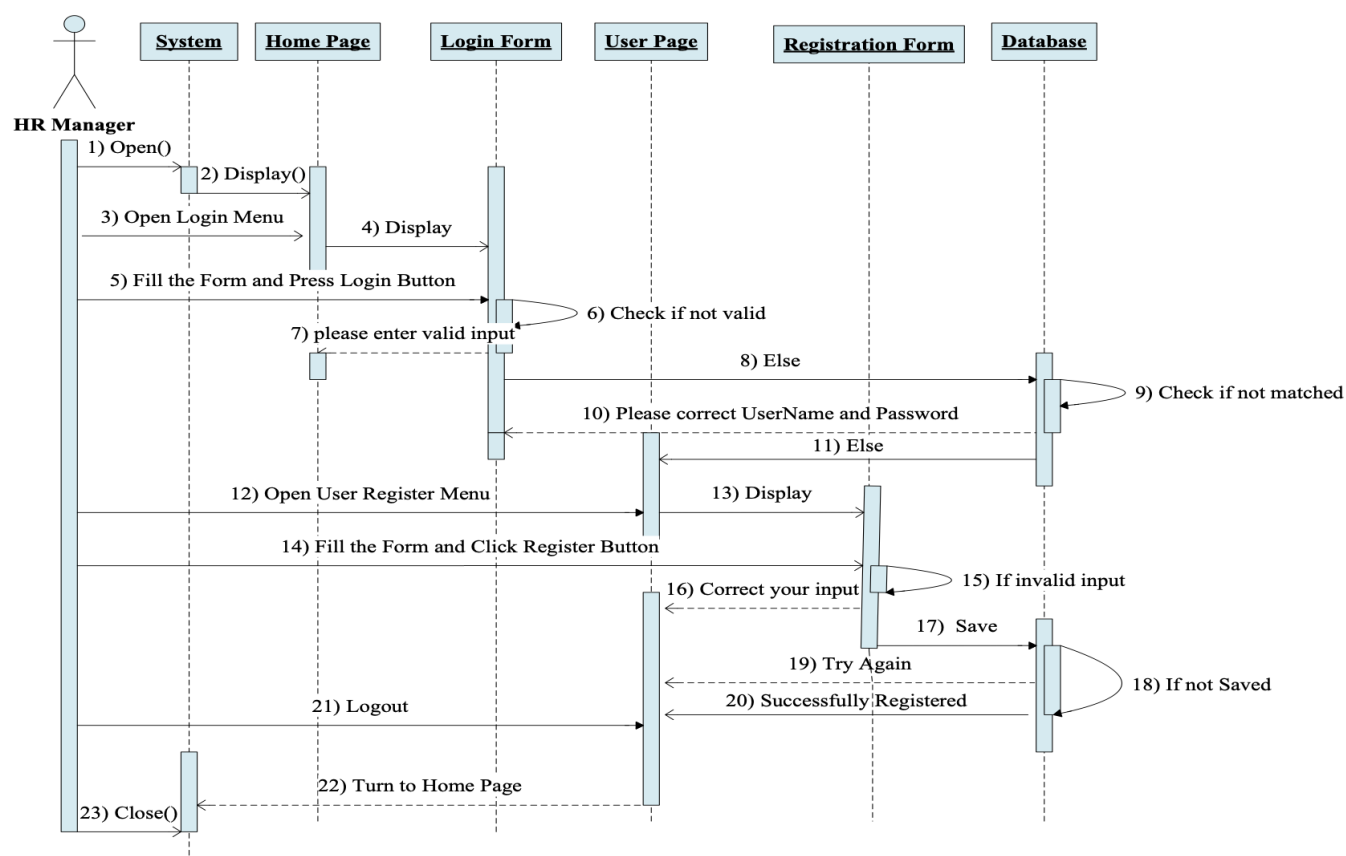 System
Home Page
Login Form
User Page
Registration Form
Database
HR Manager
1) Open()
2) Display()
3) Open Login Menu
4) Display
5) Fill the Form and Press Login Button
6) Check if not valid
7) please enter valid input
8) Else
9) Check if not matched
10) Please correct UserName and Password
11) Else
12) Open User Register Menu
13) Display
14) Fill the Form and Click Register Button
15) If invalid input
16) Correct your input
17) Save
18) If not Saved
19) Try Again
20) Successfully Registered
21) Logout
22) Turn to Home Page
23) Close()